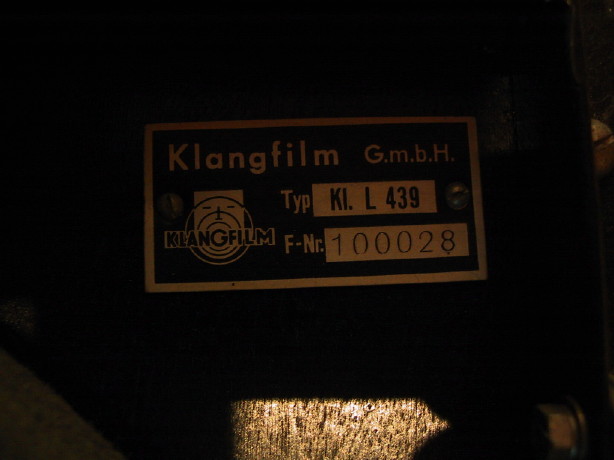 Klangfilm G.m.b.H.
Typ Kl. L 439
KLANGFILM
F-Nr. 100028